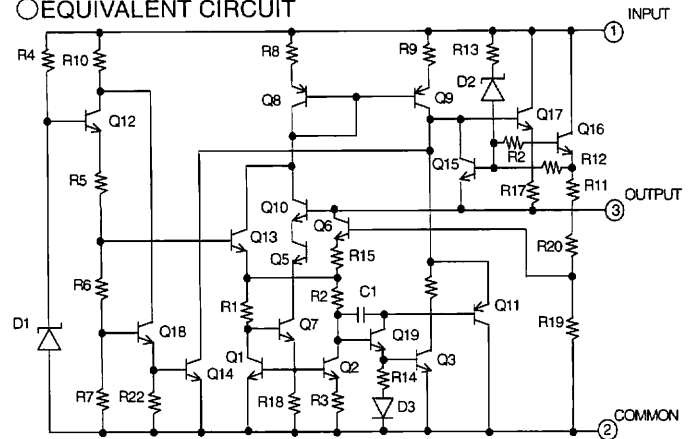 ○EQUIVALENT CIRCUIT
INPUT
1
R4
R10
R8
R9
R13
D2
Q8
Q9
Q17
Q12
Q16
R2
R12
Q15
R5
R17
R11
OUTPUT
3
Q10
Q6
Q13
Q5
R15
R20
R6
R1
R2
C1
Q11
D1
Q7
R19
Q18
Q19
Q1
Q2
Q3
Q14
R14
R7
R22
R18
R3
D3
COMMON
2